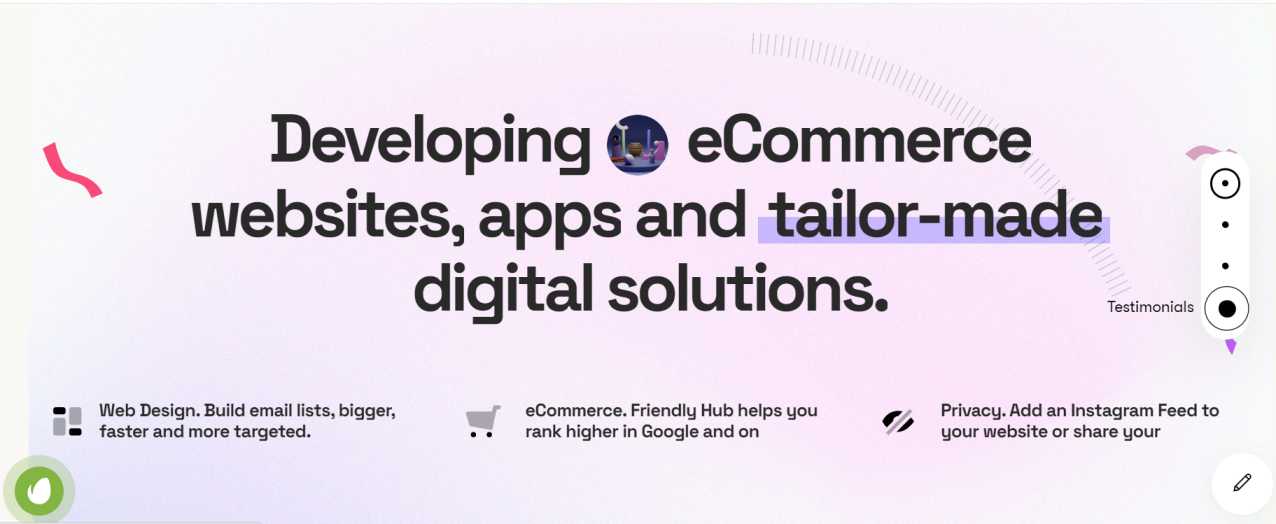 Developing eCommerce
websites, apps and tailor-made
digital solutions.
Testimonials
Web Design. Build email lists, bigger,
faster and more targeted.
eCommerce. Friendly Hub helps you
rank higher in Google and on
Privacy. Add an Instagram Feed to
your website or share your